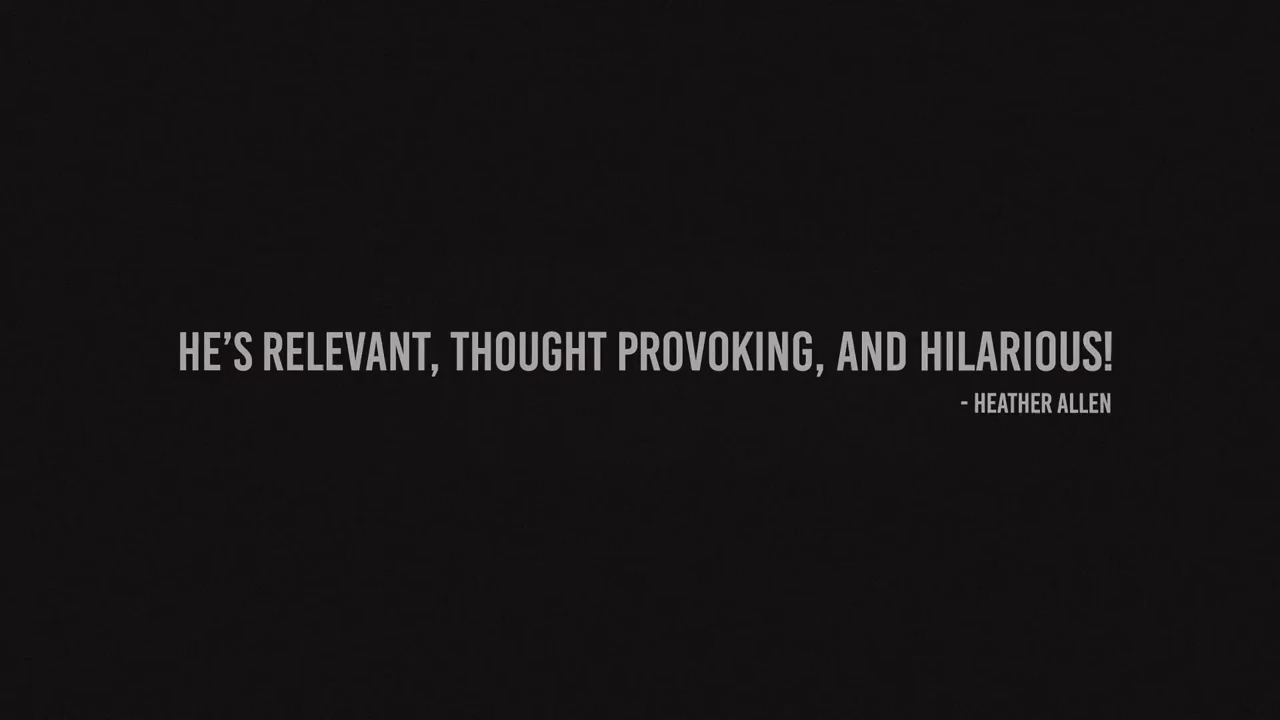 HE’S RELEVANT, THOUGHT PROVOKING, AND HILARIOUS!
- HEATHER ALLEN